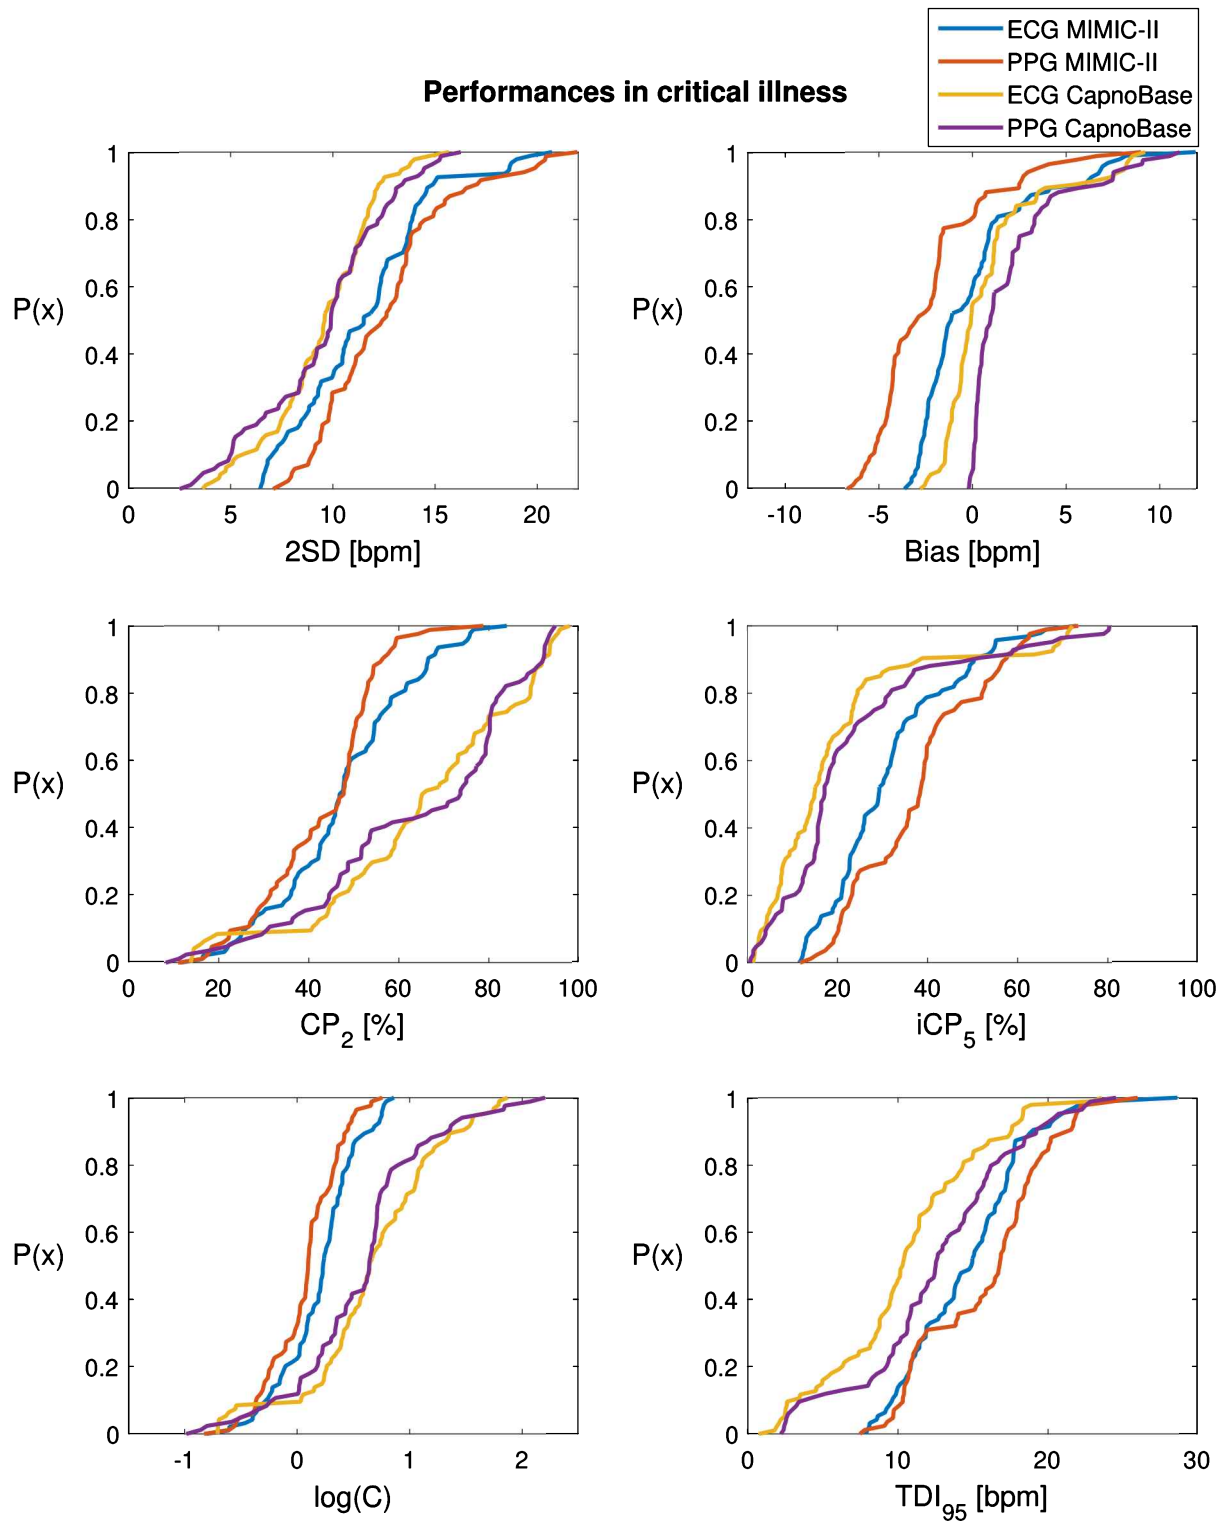 ECG MIMIC-II
PPG MIMIC-II
ECG CapnoBase
PPG CapnoBase
Performances in critical illness
1
0.8
0.6
0.4
0.2
0
P(x)
0 5 10 15 20
2SD [bpm]
1
0.8
0.6
0.4
0.2
0
P(x)
-10 -5 0 5 10
Bias [bpm]
1
0.8
0.6
0.4
0.2
0
P(x)
0 20 40 60 80 100
CP2 [%]
1
0.8
0.6
0.4
0.2
0
P(x)
0 20 40 60 80 100
iCP5 [%]
1
0.8
0.6
0.4
0.2
0
P(x)
-1 0 1 2
log(C)
1
0.8
0.6
0.4
0.2
0
P(x)
0 10 20 30
TDI95 [bpm]